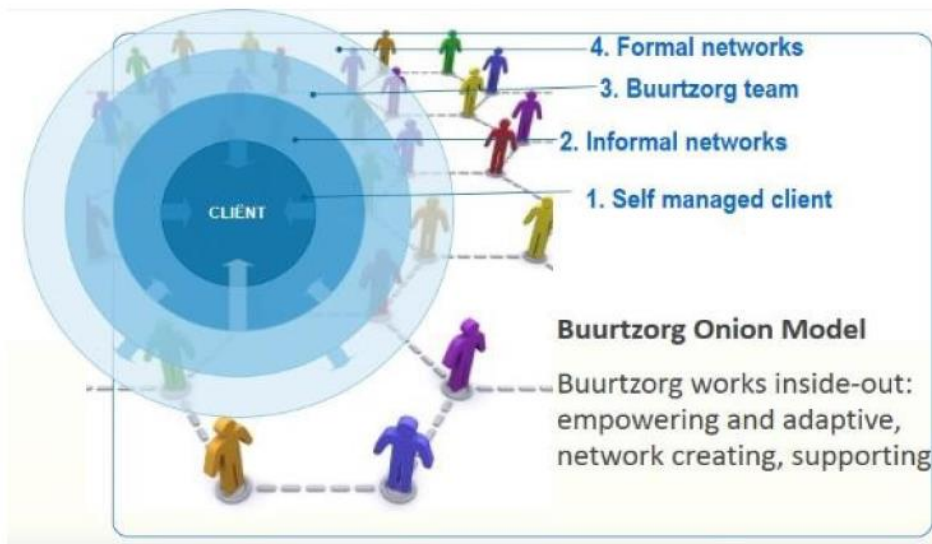 4. Formal networks
3. Buurtzorg team
2. Informal networks
1. Self managed client
CLIËNT
Buurtzorg Onion Model
Buurtzorg works inside-out:
empowering and adaptive,
network creating, supporting